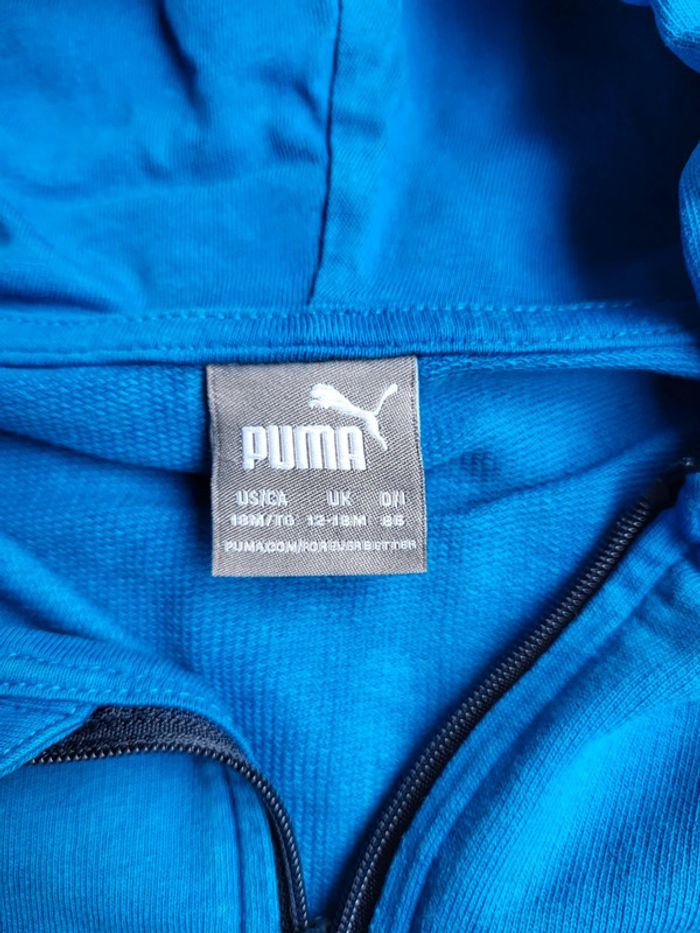 PUMA
US/CA UK D/I
18M/TG 12-18M 86
PUMA.COM/FOREVERBETTER